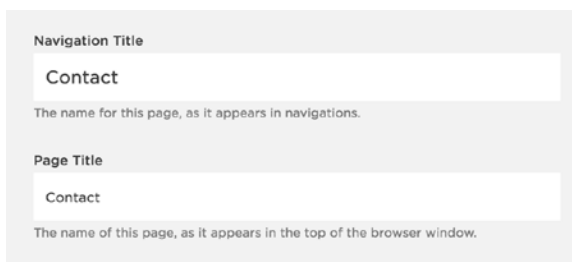 Navigation Title
Contact
The name for this page, as it appears in navigations.
Page Title
Contact
The name of this page, as it appears in the top of the browser window.